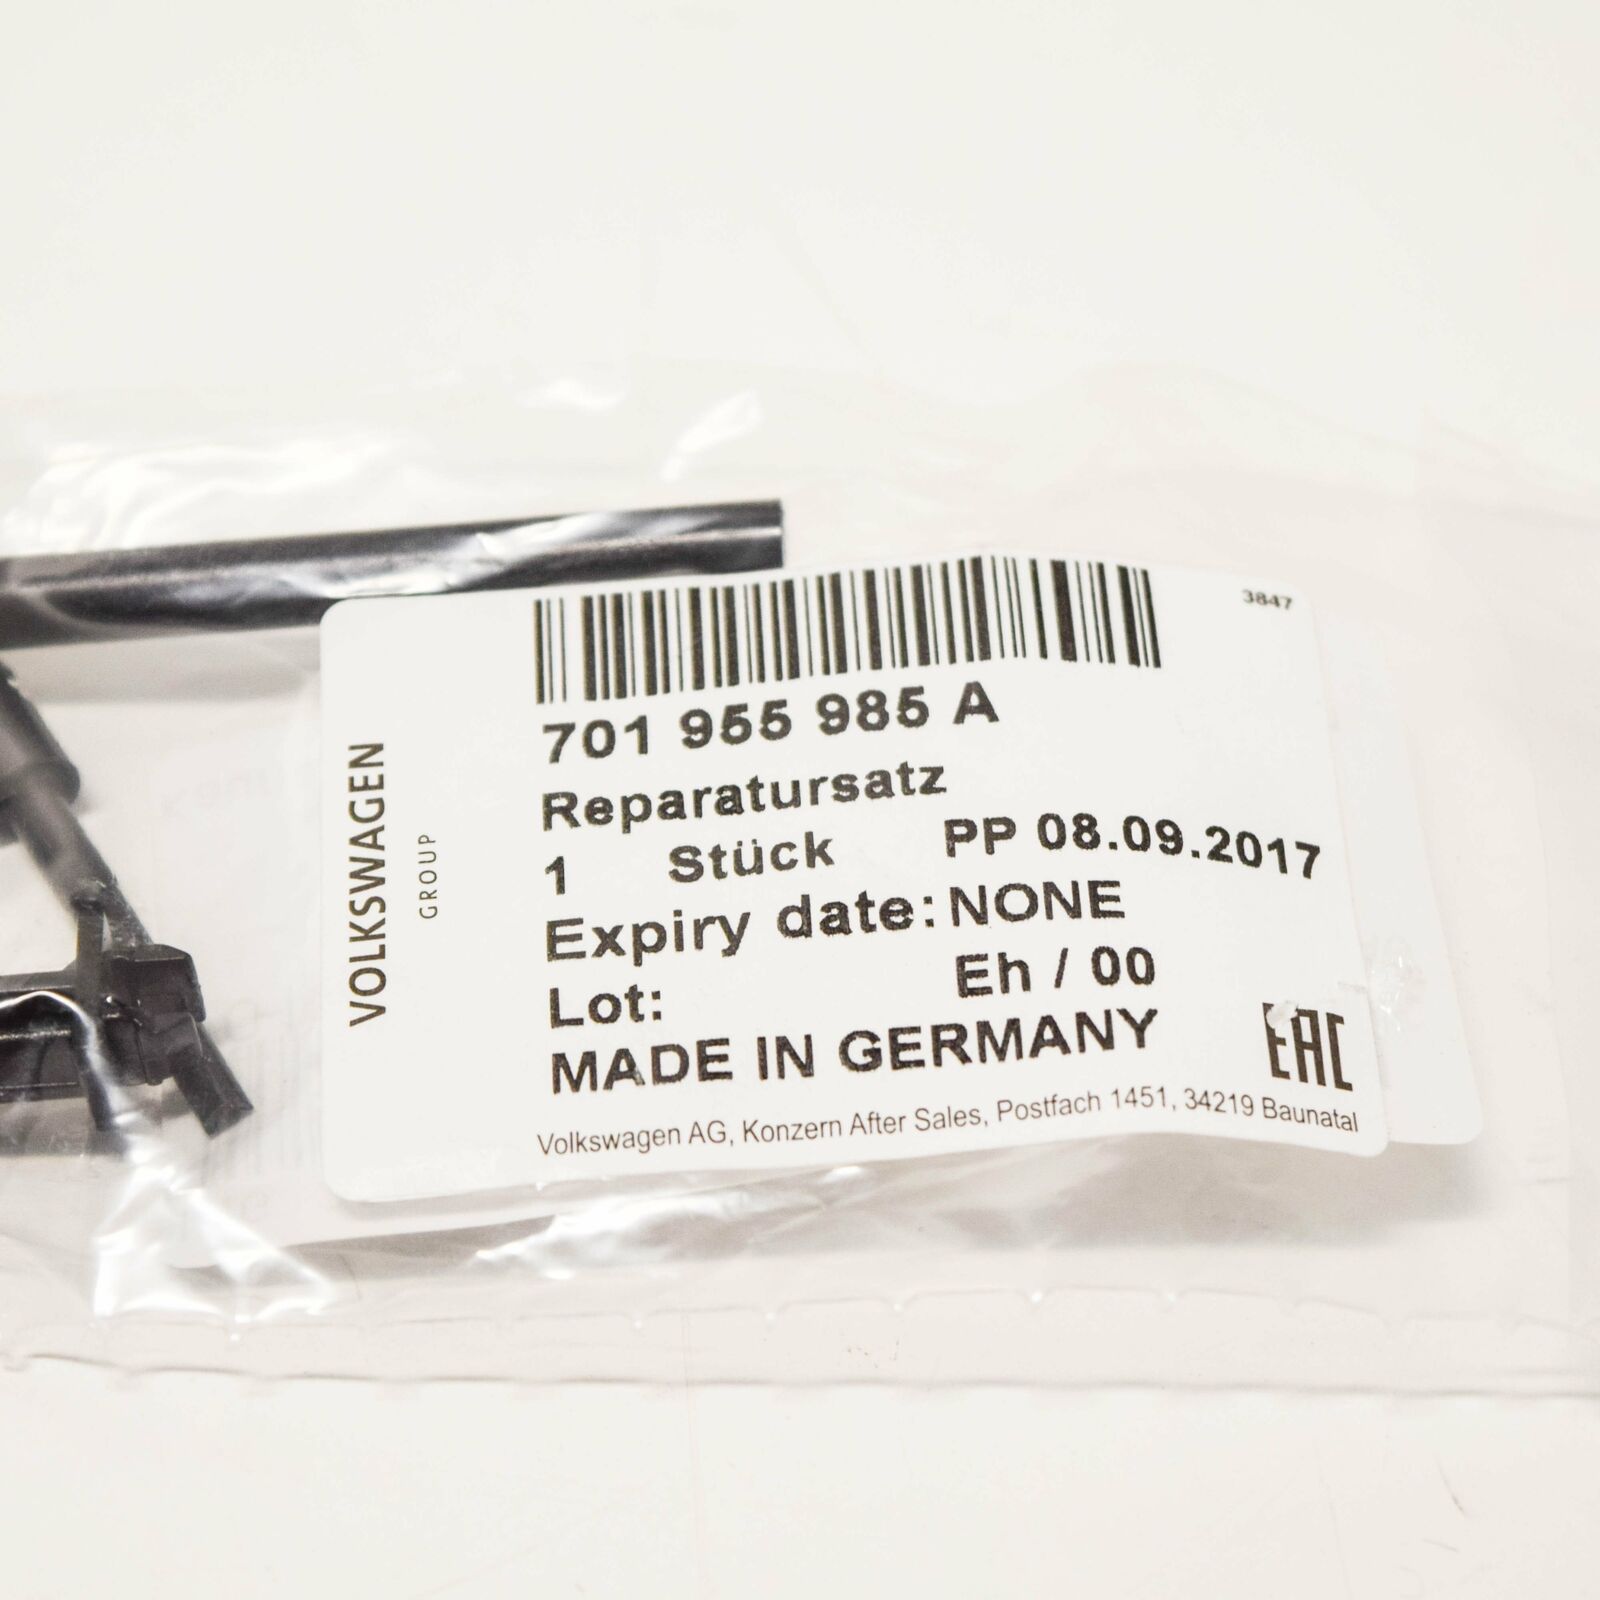 3847
701 955 985 A
Reparatursatz
1 Stück PP 08.09.2017
Expiry date: NONE
Lot: Eh / 00
MADE IN GERMANY
EAC
Volkswagen AG, Konzern After Sales, Postfach 1451, 34219 Baunatal
VOLKSWAGEN
GROUP